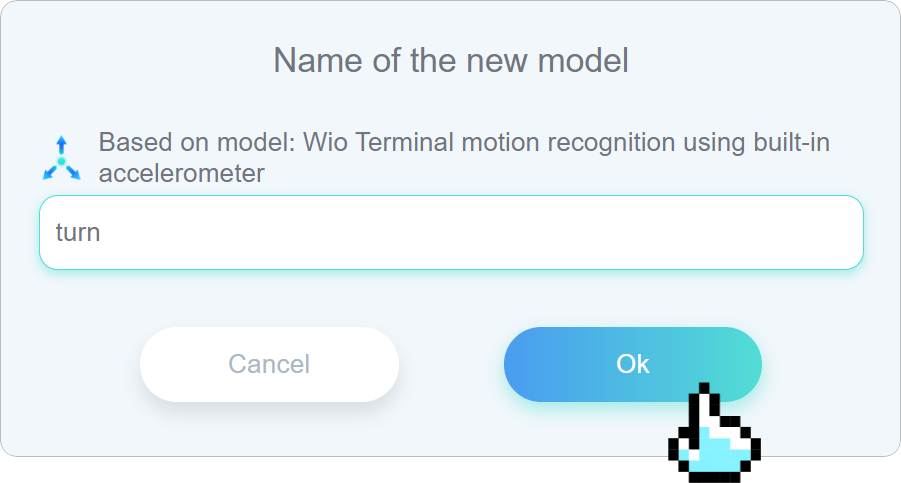 Name of the new model
Based on model: Wio Terminal motion recognition using built-in
accelerometer
turn
Cancel
Ok